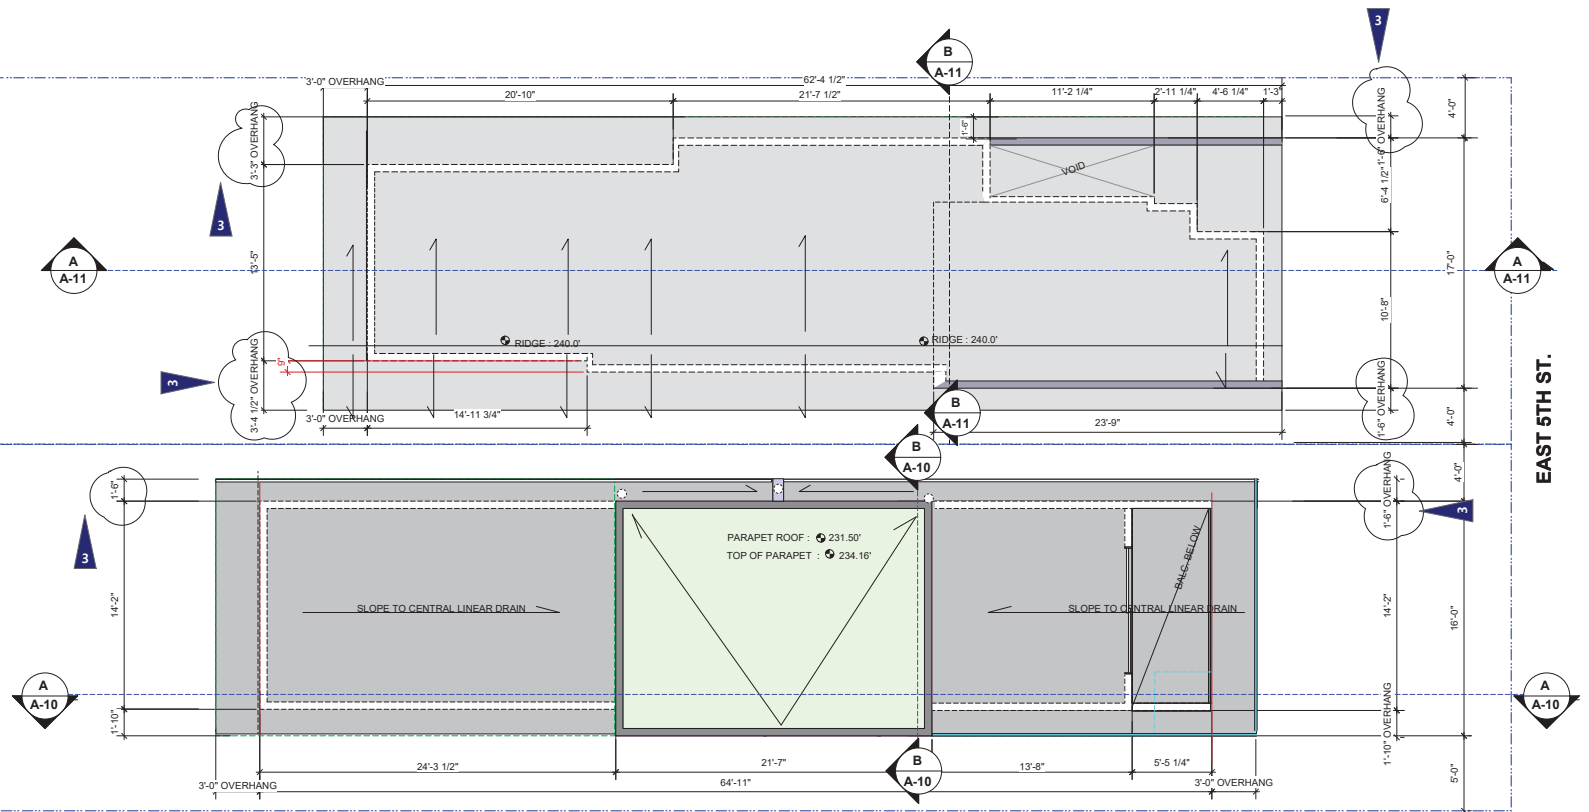 3
B
A-11
3'-0" OVERHANG
62'-4 1/2"
20'-10"
21'-7 1/2"
11'-2 1/4"
2'-11 1/4"
4'-6 1/4"
1'-3"
3'-3" OVERHANG
1'-6"
1'-6" OVERHANG
4'-0"
VOID
6'-4 1/2"
3
A
A-11
13'-5"
17'-0"
A
A-11
10'-8"
RIDGE : 240.0'
RIDGE : 240.0'
9"
3
3'-4 1/2" OVERHANG
3'-0" OVERHANG
14'-11 3/4"
B
A-11
23'-9"
1'-6" OVERHANG
4'-0"
EAST 5TH ST.
B
A-10
1'-6"
4'-0"
1'-6" OVERHANG
3
3
PARAPET ROOF : 231.50'
TOP OF PARAPET : 234.16'
BALC. BELOW
14'-2"
SLOPE TO CENTRAL LINEAR DRAIN
SLOPE TO CENTRAL LINEAR DRAIN
14'-2"
16'-0"
A
A-10
A
A-10
1'-10"
1'-10" OVERHANG
24'-3 1/2"
21'-7"
B
A-10
13'-8"
5'-5 1/4"
3'-0" OVERHANG
64'-11"
3'-0" OVERHANG
5'-0"